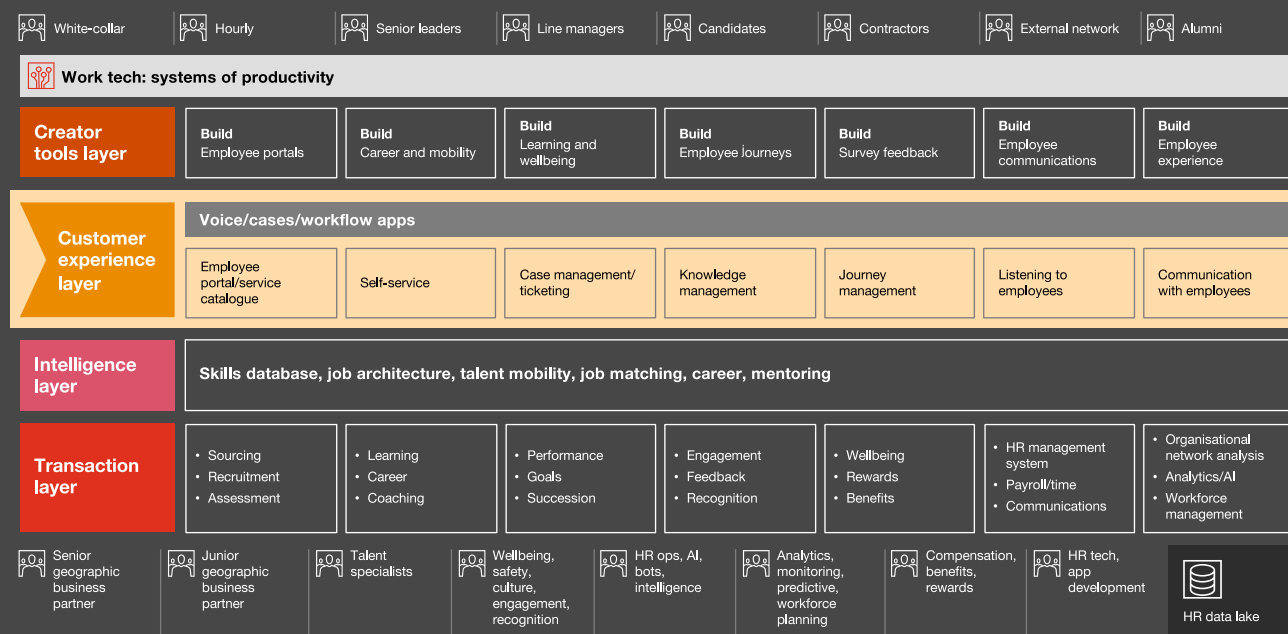 White-collar
Hourly
Senior leaders
Line managers
Candidates
Contractors
External network
Alumni
Work tech: systems of productivity
Creator
tools layer
Build
Employee portals
Build
Career and mobility
Build
Learning and
wellbeing
Build
Employee journeys
Build
Survey feedback
Build
Employee
communications
Build
Employee
experience
Customer
experience
layer
Voice/cases/workflow apps
Employee
portal/service
catalogue
Self-service
Case management/
ticketing
Knowledge
management
Journey
management
Listening to
employees
Communication
with employees
Intelligence
layer
Skills database, job architecture, talent mobility, job matching, career, mentoring
Transaction
layer
• Sourcing
• Recruitment
• Assessment
• Learning
• Career
• Coaching
• Performance
• Goals
• Succession
• Engagement
• Feedback
• Recognition
• Wellbeing
• Rewards
• Benefits
• HR management
system
• Payroll/time
• Communications
• Organisational
network analysis
• Analytics/AI
• Workforce
management
Senior
geographic
business
partner
Junior
geographic
business
partner
Talent
specialists
Wellbeing,
safety,
culture,
engagement,
recognition
HR ops, AI,
bots,
intelligence
Analytics,
monitoring,
predictive,
workforce
planning
Compensation,
benefits,
rewards
HR tech,
app
development
HR data lake